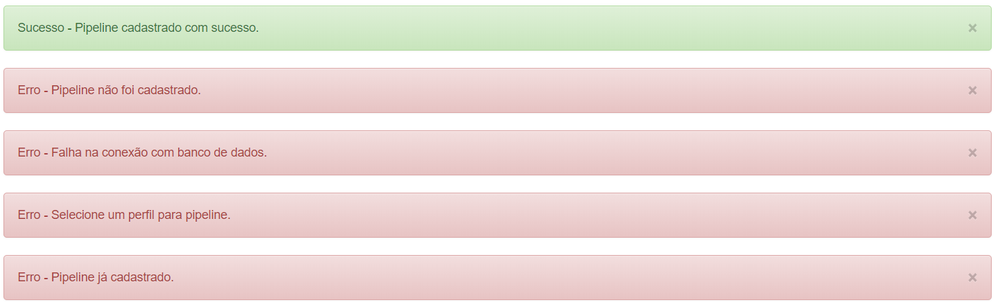 Sucesso - Pipeline cadastrado com sucesso. ×
Erro - Pipeline não foi cadastrado. ×
Erro - Falha na conexão com banco de dados. ×
Erro - Selecione um perfil para pipeline. ×
Erro - Pipeline já cadastrado. ×